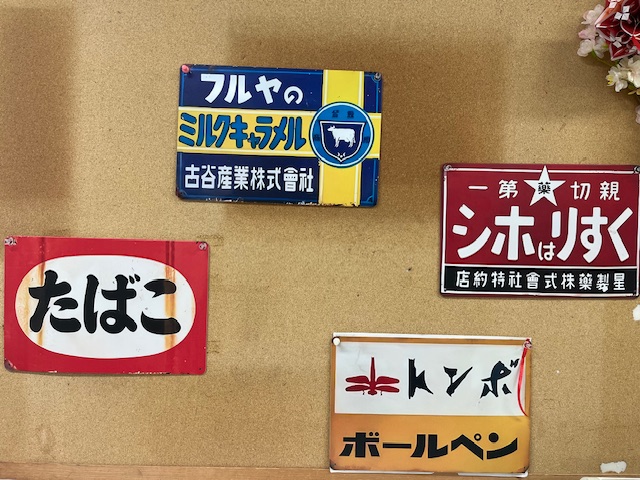 フルヤの
ミルクキャラメル
古谷産業株式會社
親切第一
藥
くすりはホシ
星製藥株式會社特約店
たばこ
トンボ
ボールペン